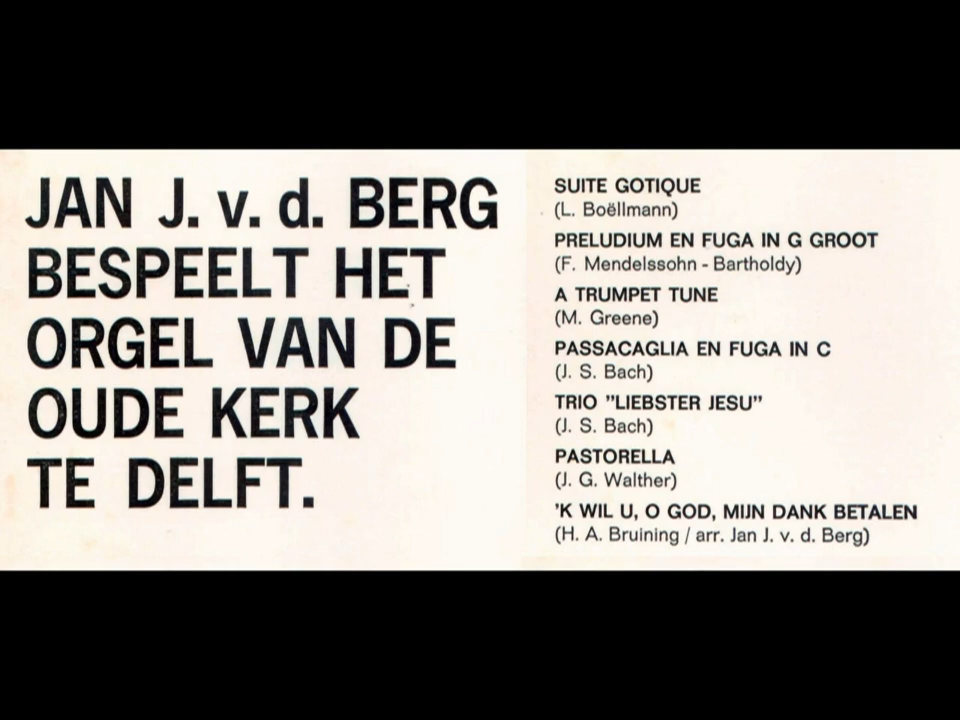 JAN J. v. d. BERG
BESPEELT HET
ORGEL VAN DE
OUDE KERK
TE DELFT.
SUITE GOTIQUE
(L. Boëllmann)
PRELUDIUM EN FUGA IN G GROOT
(F. Mendelssohn - Bartholdy)
A TRUMPET TUNE
(M. Greene)
PASSACAGLIA EN FUGA IN C
(J. S. Bach)
TRIO ”LIEBSTER JESU”
(J. S. Bach)
PASTORELLA
(J. G. Walther)
'K WIL U, O GOD, MIJN DANK BETALEN
(H. A. Bruining / arr. Jan J. v. d. Berg)